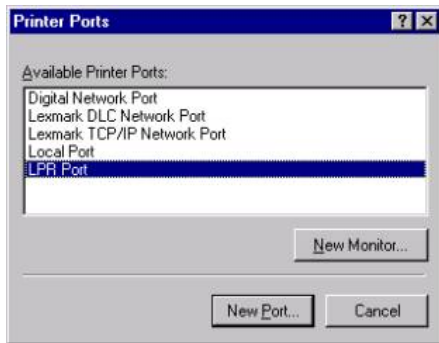 Printer Ports
Available Printer Ports:
Digital Network Port
Lexmark DLC Network Port
Lexmark TCP/IP Network Port
Local Port
LPR Port
New Monitor...
New Port... Cancel